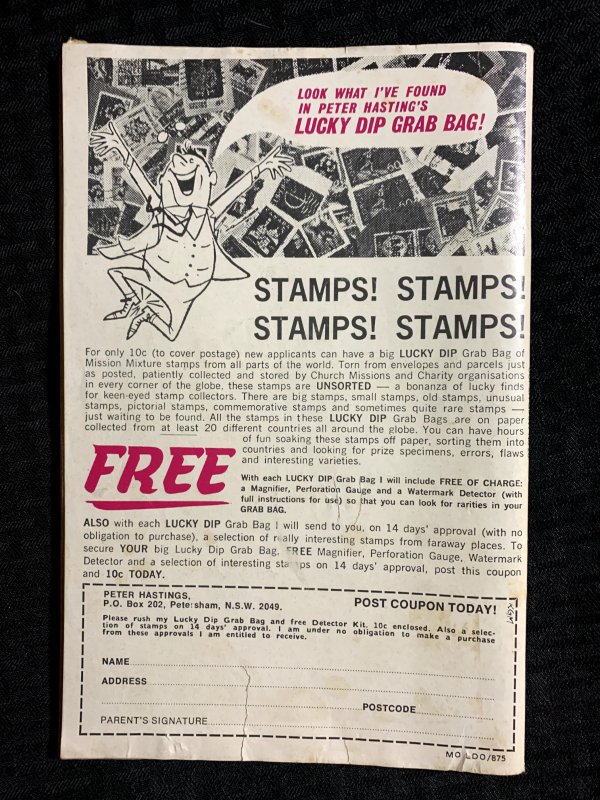 LOOK WHAT I'VE FOUND
IN PETER HASTING'S
LUCKY DIP GRAB BAG!
STAMPS! STAMPS!
STAMPS! STAMPS!
For only 10c (to cover postage) new applicants can have a big LUCKY DIP Grab Bag of
Mission Mixture stamps from all parts of the world. Torn from envelopes and parcels just
as posted, patiently collected and stored by Church Missions and Charity organisations
in every corner of the globe, these stamps are UNSORTED — a bonanza of lucky finds
for keen-eyed stamp collectors. There are big stamps, small stamps, old stamps, unusual
stamps, pictorial stamps, commemorative stamps and sometimes quite rare stamps —
just waiting to be found. All the stamps in these LUCKY DIP Grab Bags are on paper
collected from at least 20 different countries all around the globe. You can have hours
of fun soaking these stamps off paper, sorting them into
countries and looking for prize specimens, errors, flaws
and interesting varieties.
FREE
With each LUCKY DIP Grab Bag I will include FREE OF CHARGE:
a Magnifier, Perforation Gauge and a Watermark Detector (with
full instructions for use) so that you can look for rarities in your
GRAB BAG.
ALSO with each LUCKY DIP Grab Bag I will send to you, on 14 days' approval (with no
obligation to purchase), a selection of really interesting stamps from faraway places. To
secure YOUR big Lucky Dip Grab Bag, FREE Magnifier, Perforation Gauge, Watermark
Detector and a selection of interesting stamps on 14 days' approval, post this coupon
and 10c TODAY.
PETER HASTINGS,
P.O. Box 202, Petersham, N.S.W. 2049.
POST COUPON TODAY!
Please rush my Lucky Dip Grab Bag and free Detector Kit. 10c enclosed. Also a selec-
tion of stamps on 14 days' approval. I am under no obligation to make a purchase
from these approvals I am entitled to receive.
NAME
ADDRESS
POSTCODE
PARENT'S SIGNATURE
MO LDO/875